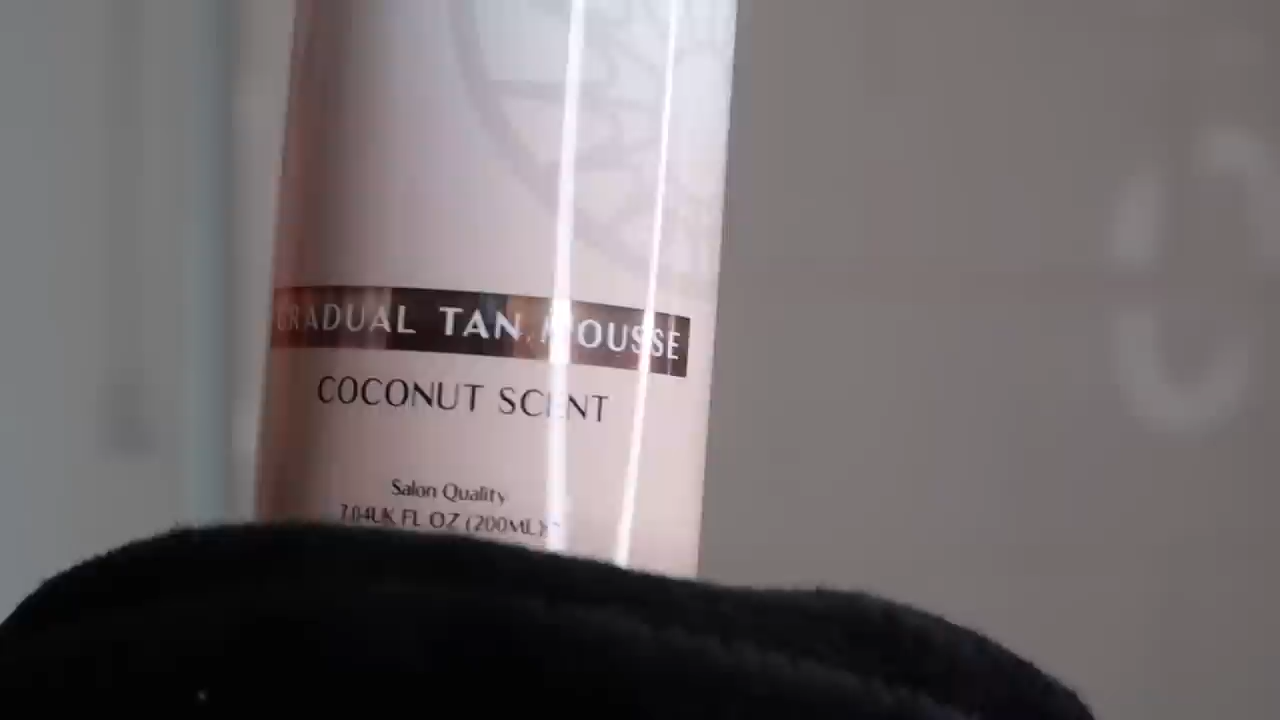 GRADUAL TAN MOUSSE
COCONUT SCENT
Salon Quality
7.04UK FL OZ (200ML)